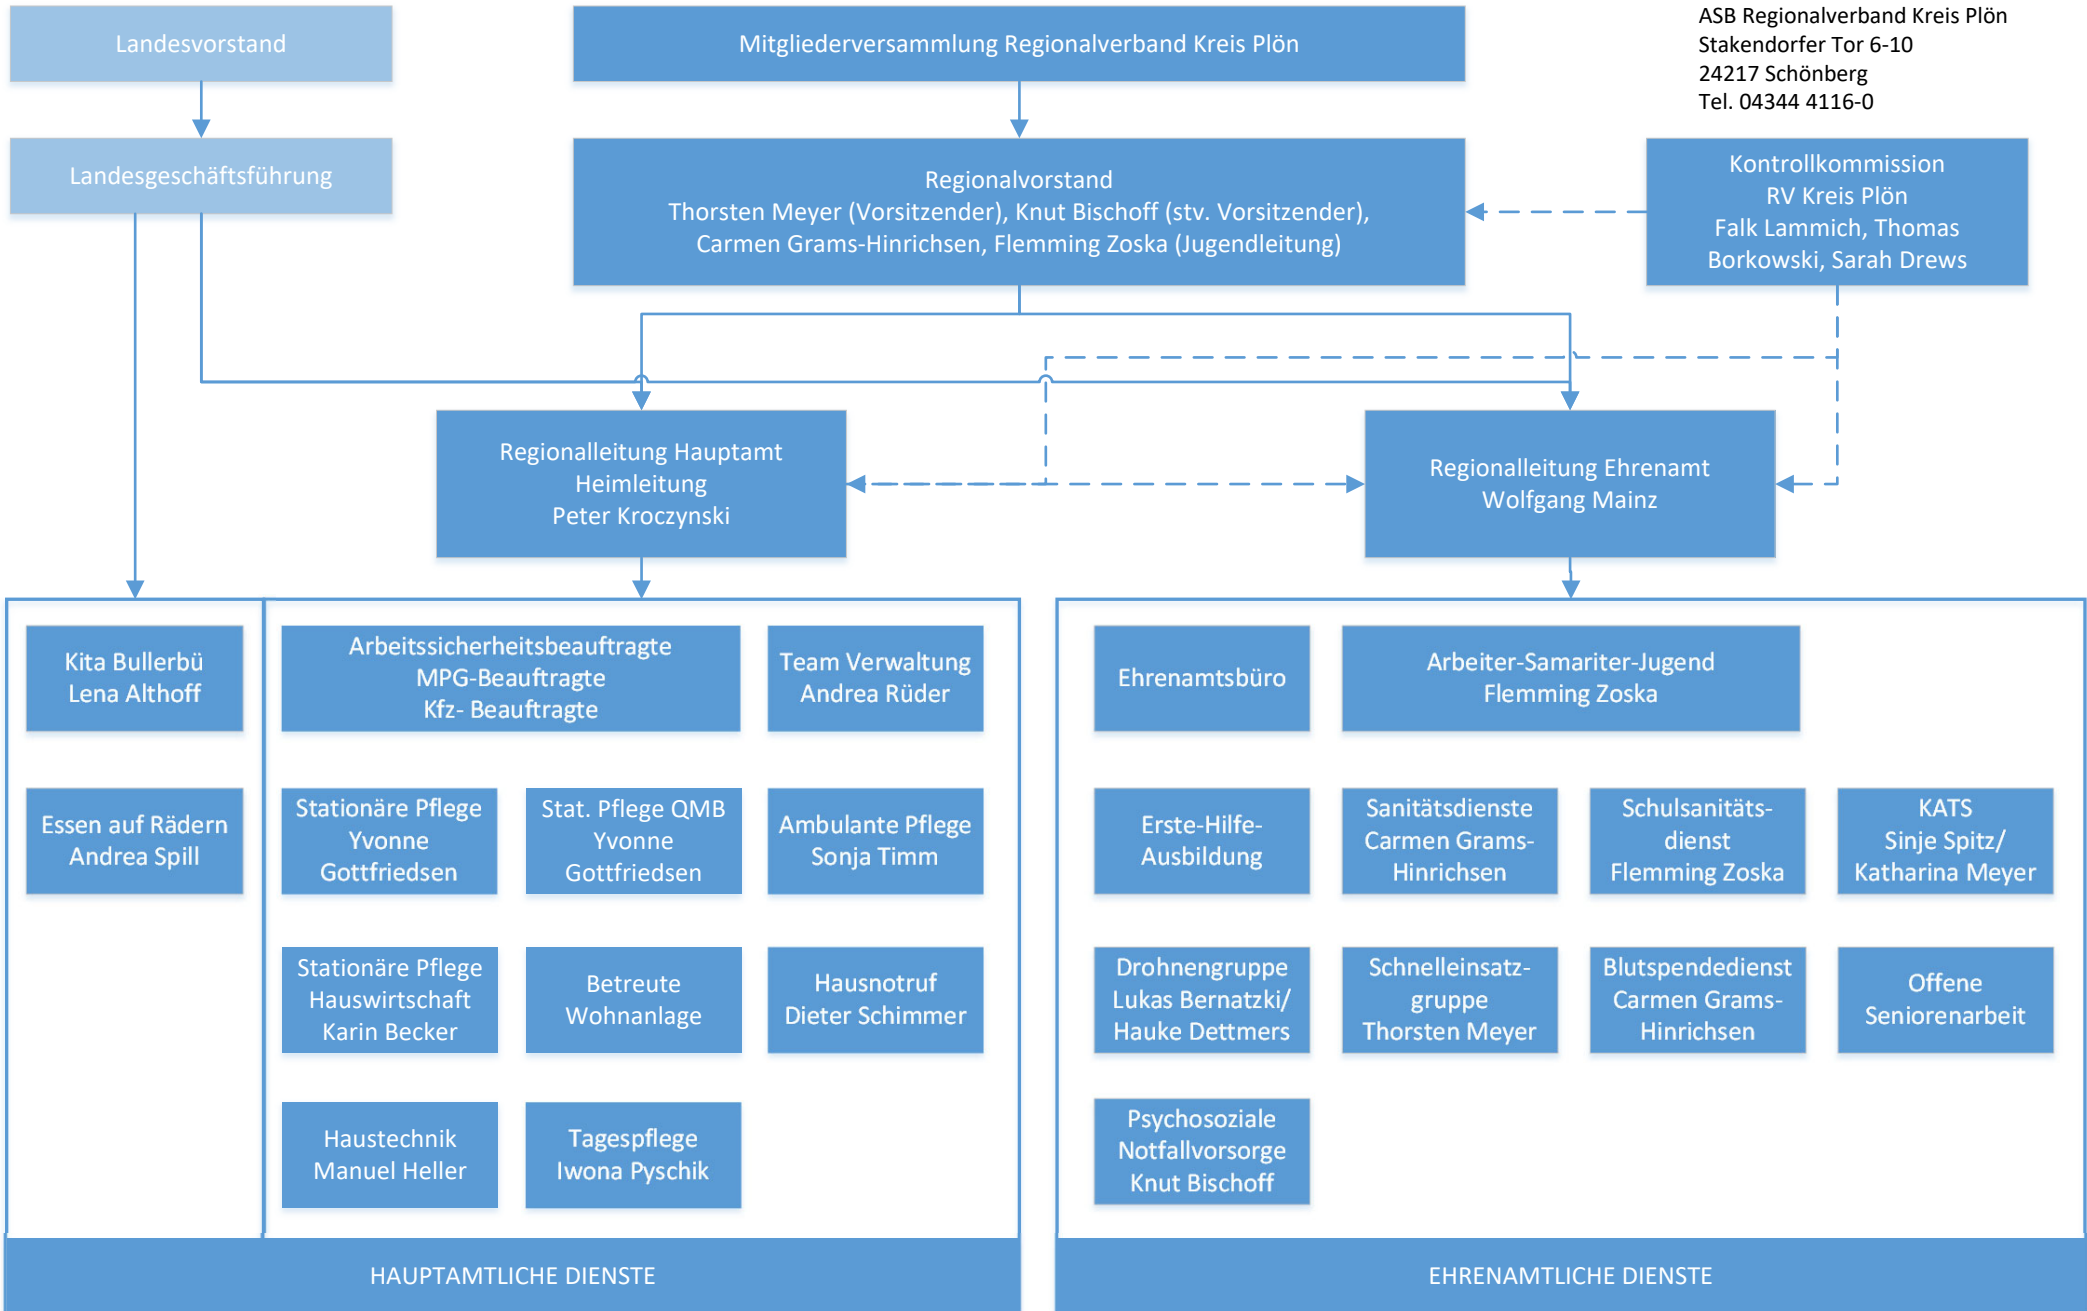 Landesvorstand
Mitgliederversammlung Regionalverband Kreis Plön
ASB Regionalverband Kreis Plön
Stakendorfer Tor 6-10
24217 Schönberg
Tel. 04344 4116-0
Landesgeschäftsführung
Regionalvorstand
Thorsten Meyer (Vorsitzender), Knut Bischoff (stv. Vorsitzender),
Carmen Grams-Hinrichsen, Flemming Zoska (Jugendleitung)
Kontrollkommission
RV Kreis Plön
Falk Lammich, Thomas
Borkowski, Sarah Drews
Regionalleitung Hauptamt
Heimleitung
Peter Kroczynski
Regionalleitung Ehrenamt
Wolfgang Mainz
Kita Bullerbü
Lena Althoff
Arbeitssicherheitsbeauftragte
MPG-Beauftragte
Kfz- Beauftragte
Team Verwaltung
Andrea Rüder
Essen auf Rädern
Andrea Spill
Stationäre Pflege
Yvonne
Gottfriedsen
Stat. Pflege QMB
Yvonne
Gottfriedsen
Ambulante Pflege
Sonja Timm
Stationäre Pflege
Hauswirtschaft
Karin Becker
Betreute
Wohnanlage
Hausnotruf
Dieter Schimmer
Haustechnik
Manuel Heller
Tagespflege
Iwona Pyschik
HAUPTAMTLICHE DIENSTE
Ehrenamtsbüro
Arbeiter-Samariter-Jugend
Flemming Zoska
Erste-Hilfe-
Ausbildung
Sanitätsdienste
Carmen Grams-
Hinrichsen
Schulsanitäts-
dienst
Flemming Zoska
KATS
Sinje Spitz/
Katharina Meyer
Drohnengruppe
Lukas Bernatzki/
Hauke Dettmers
Schnelleinsatz-
gruppe
Thorsten Meyer
Blutspendedienst
Carmen Grams-
Hinrichsen
Offene
Seniorenarbeit
Psychosoziale
Notfallvorsorge
Knut Bischoff
EHRENAMTLICHE DIENSTE